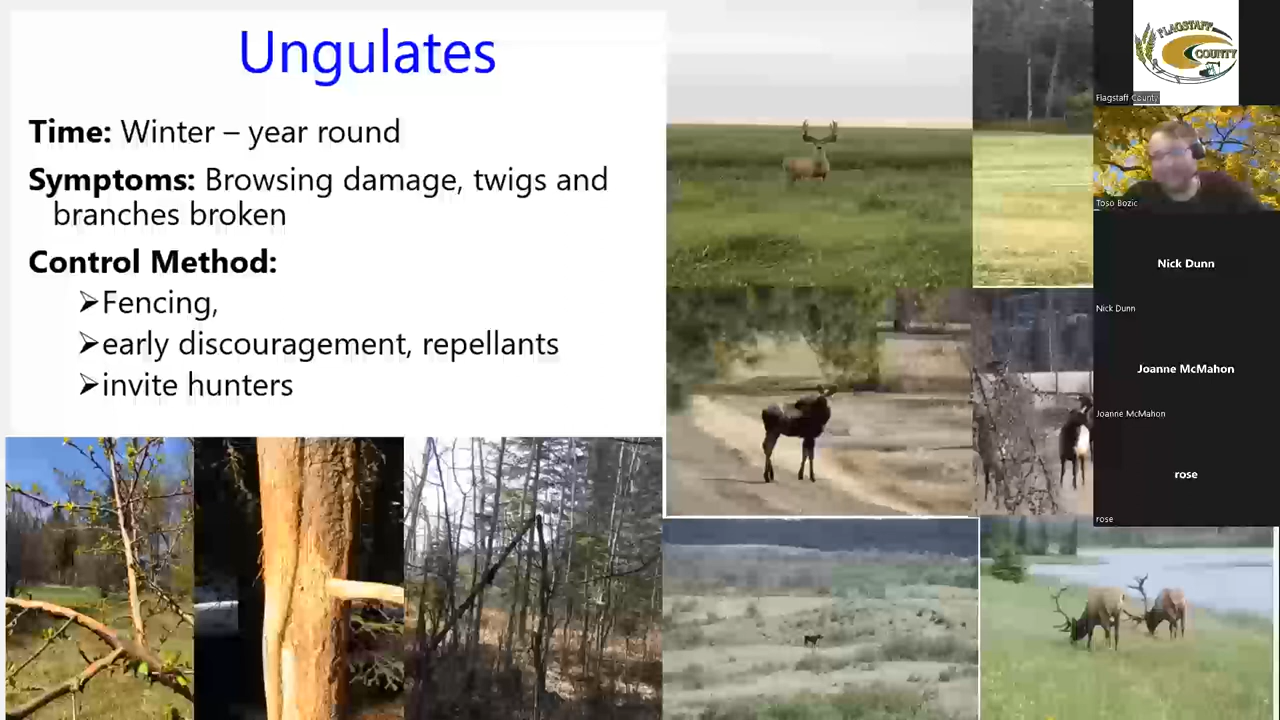 Ungulates
Time: Winter – year round
Symptoms: Browsing damage, twigs and
branches broken
Control Method:
➢Fencing,
➢early discouragement, repellants
➢invite hunters
FLAGSTAFF
COUNTY
Flagstaff County
Toso Bozic
Nick Dunn
Nick Dunn
Joanne McMahon
Joanne McMahon
rose
rose